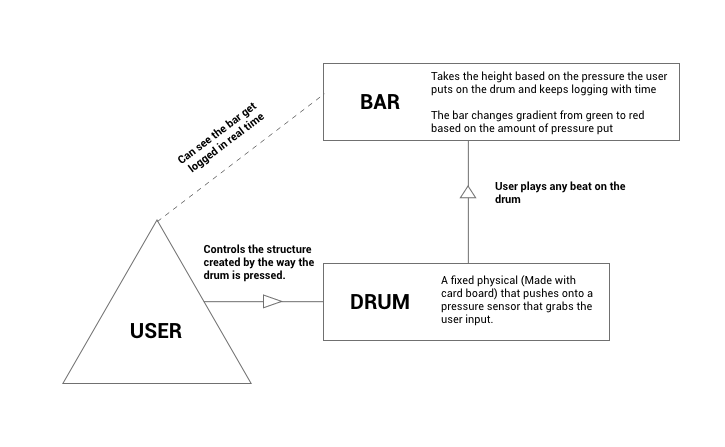 BAR
Takes the height based on the pressure the user
puts on the drum and keeps logging with time
The bar changes gradient from green to red
based on the amount of pressure put
Can see the bar get
logged in real time
User plays any beat on the
drum
Controls the structure
created by the way the
drum is pressed.
USER
DRUM
A fixed physical (Made with
card board) that pushes onto a
pressure sensor that grabs the
user input.